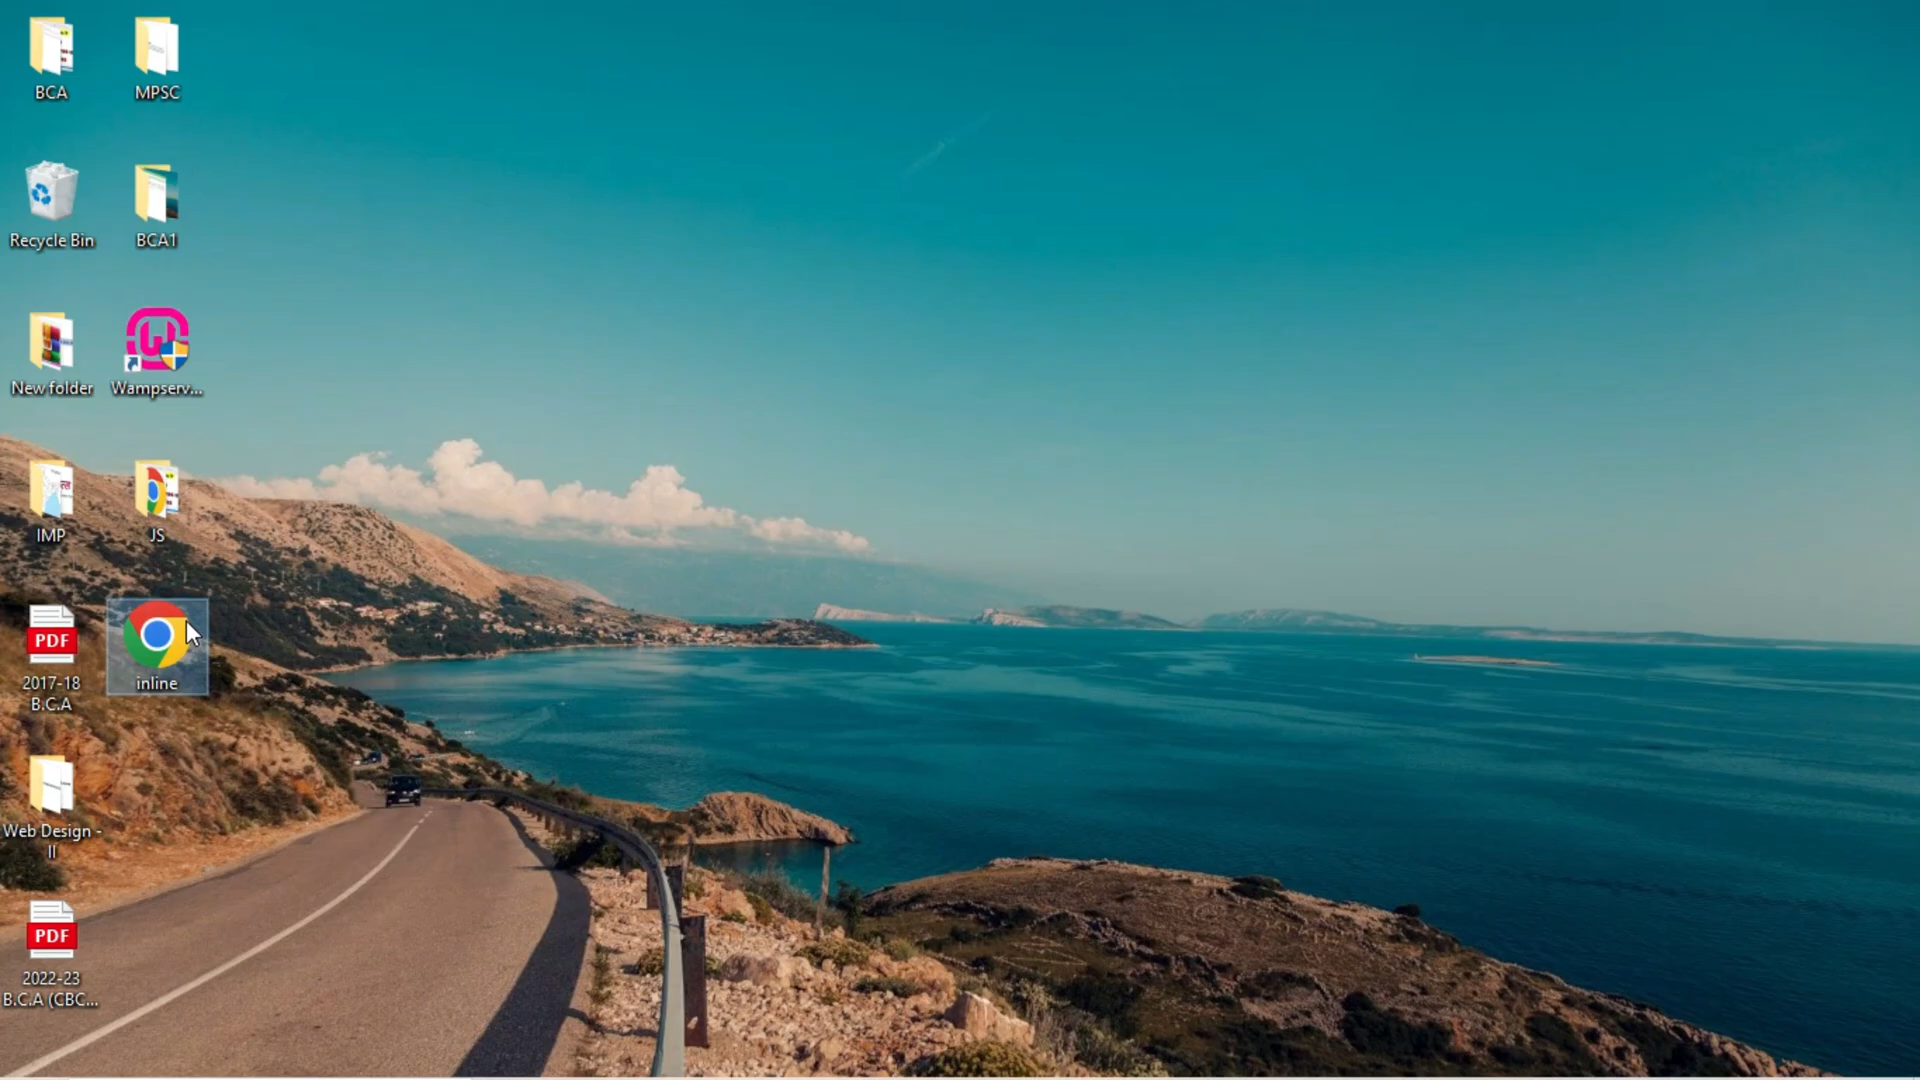 BCA
MPSC
Recycle Bin
BCA1
New folder
Wampserv...
IMP
JS
PDF
2017-18
B.C.A
inline
Web Design -
II
PDF
2022-23
B.C.A (CBC...